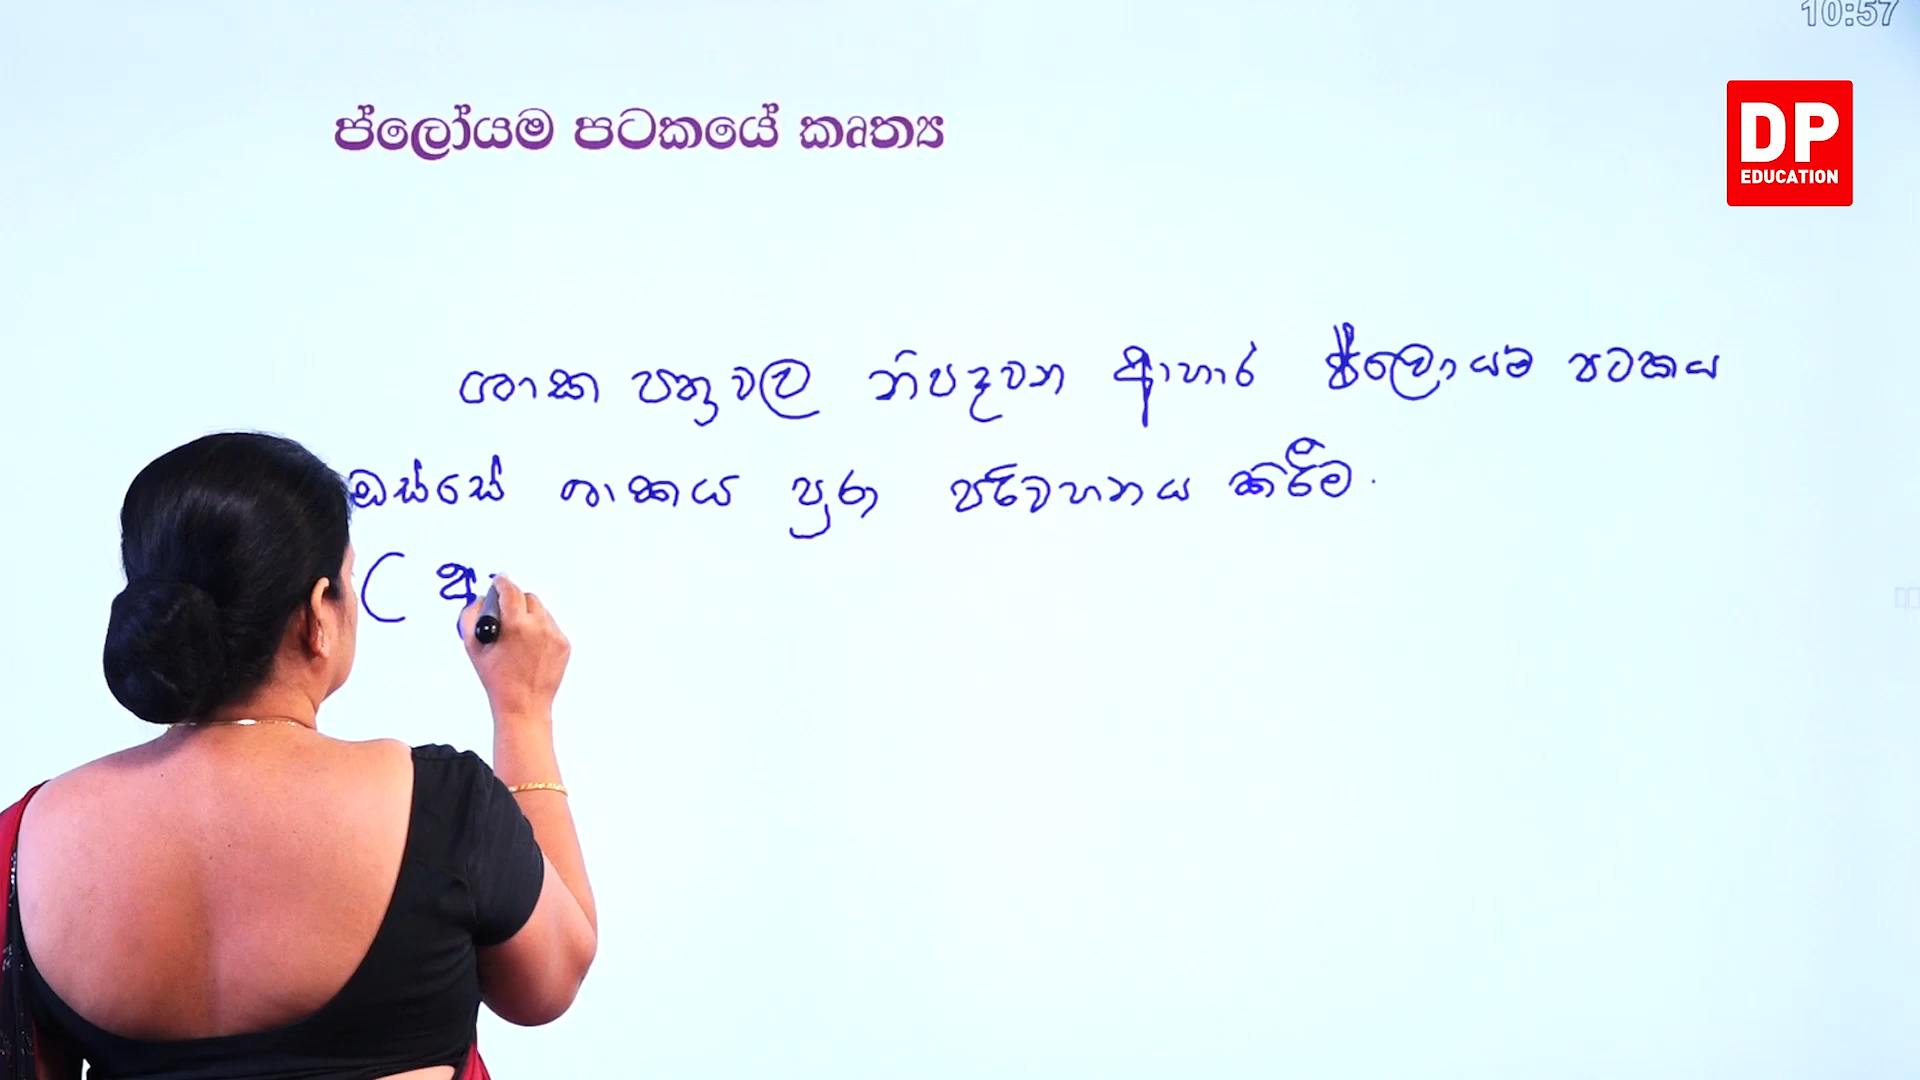 10:57
ප්ලෝයම පටකයේ කෘත්‍ය
DP
EDUCATION
ශාක පත්‍රවල නිපදවන ආහාර ප්ලොයම පටකය
ඔස්සේ ශාකය පුරා පරිවහනය කිරීම.
( ආ